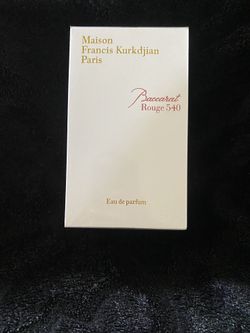 Maison
Francis Kurkdjian
Paris
Baccarat
Rouge 540
Eau de parfum